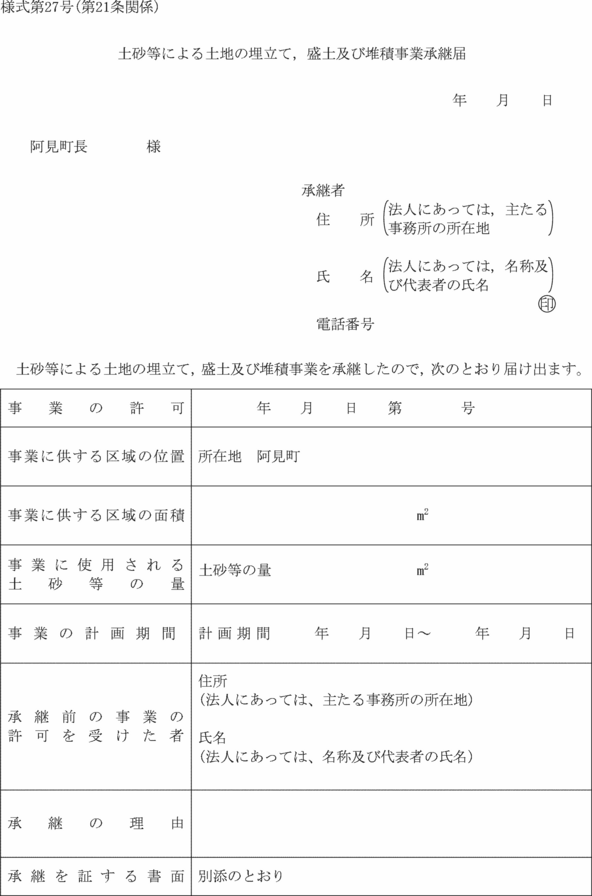 様式第27号(第21条関係)
土砂等による土地の埋立て，盛土及び堆積事業承継届
年　月　日
阿見町長　　様
承継者
住　所 (法人にあっては，主たる
事務所の所在地)
氏　名 (法人にあっては，名称及
び代表者の氏名)
㊞
電話番号
土砂等による土地の埋立て，盛土及び堆積事業を承継したので，次のとおり届け出ます。
事業の許可　　年　月　日　第　　号
事業に供する区域の位置　所在地　阿見町
事業に供する区域の面積　　m²
事業に使用される
土砂等の量　土砂等の量　　m²
事業の計画期間　計画期間　　年　月　日～　　年　月　日
承継前の事業の
許可を受けた者
住所
(法人にあっては、主たる事務所の所在地)
氏名
(法人にあっては、名称及び代表者の氏名)
承継の理由
承継を証する書面　別添のとおり